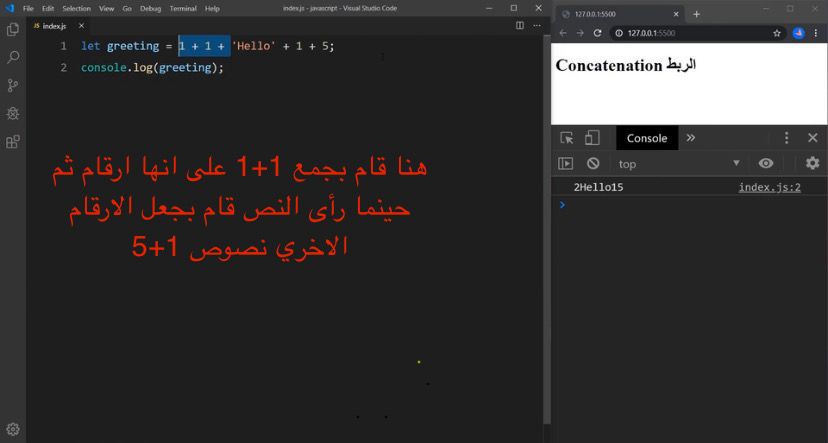 File Edit Selection View Go Debug Terminal Help
index.js - javascript - Visual Studio Code
JS index.js ×
1 let greeting = 1 + 1 + 'Hello' + 1 + 5;
2 console.log(greeting);
هنا قام بجمع 1+1 على انها ارقام ثم
حينما رأى النص قام بجعل الارقام
الاخري نصوص 1+5
127.0.0.1:5500
127.0.0.1:5500
Concatenation الربط
Console
top
2Hello15 index.js:2